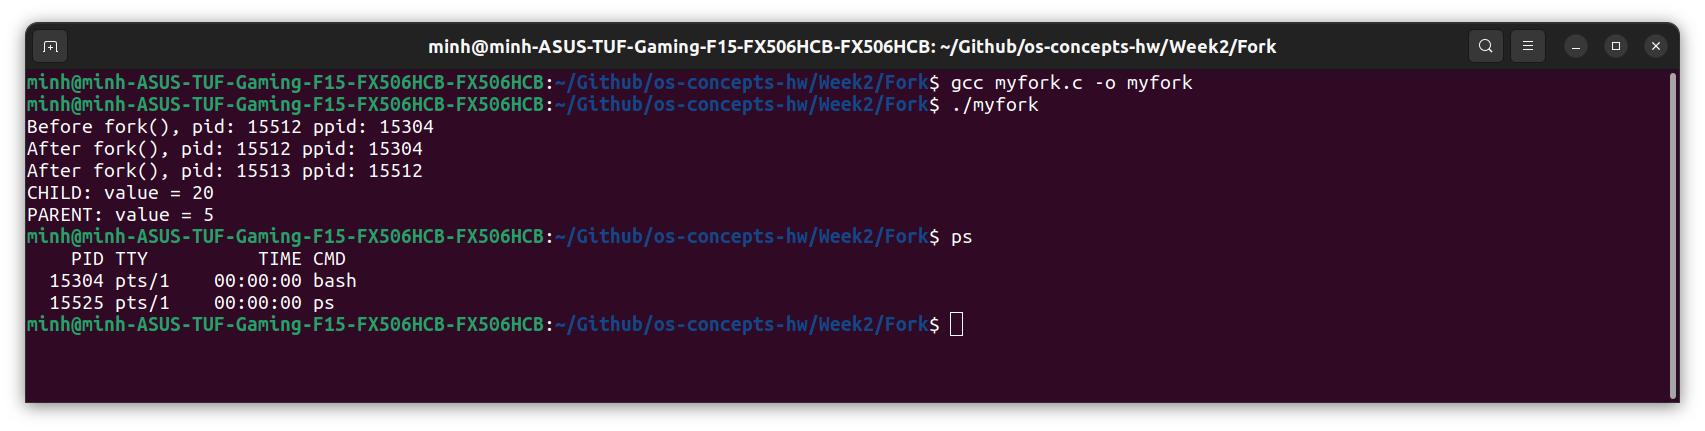 minh@minh-ASUS-TUF-Gaming-F15-FX506HCB-FX506HCB: ~/Github/os-concepts-hw/Week2/Fork
minh@minh-ASUS-TUF-Gaming-F15-FX506HCB-FX506HCB:~/Github/os-concepts-hw/Week2/Fork$ gcc myfork.c -o myfork
minh@minh-ASUS-TUF-Gaming-F15-FX506HCB-FX506HCB:~/Github/os-concepts-hw/Week2/Fork$ ./myfork
Before fork(), pid: 15512 ppid: 15304
After fork(), pid: 15512 ppid: 15304
After fork(), pid: 15513 ppid: 15512
CHILD: value = 20
PARENT: value = 5
minh@minh-ASUS-TUF-Gaming-F15-FX506HCB-FX506HCB:~/Github/os-concepts-hw/Week2/Fork$ ps
    PID TTY          TIME CMD
  15304 pts/1    00:00:00 bash
  15525 pts/1    00:00:00 ps
minh@minh-ASUS-TUF-Gaming-F15-FX506HCB-FX506HCB:~/Github/os-concepts-hw/Week2/Fork$